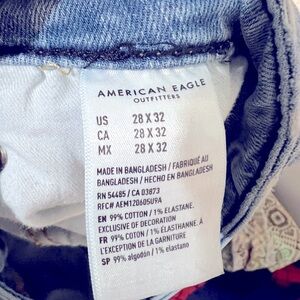 AMERICAN EAGLE
OUTFITTERS
US 28 X 32
CA 28 X 32
MX 28 X 32
MADE IN BANGLADESH / FABRIQUÉ AU
BANGLADESH / HECHO EN BANGLADESH
RN 54485 / CA 03873
REC# AEM120605URA
EN 99% COTTON / 1% ELASTANE.
EXCLUSIVE OF DECORATION
FR 99% COTON / 1% ÉLASTHANNE. À
L'EXCEPTION DE LA GARNITURE
SP 99% algodón / 1% elastano